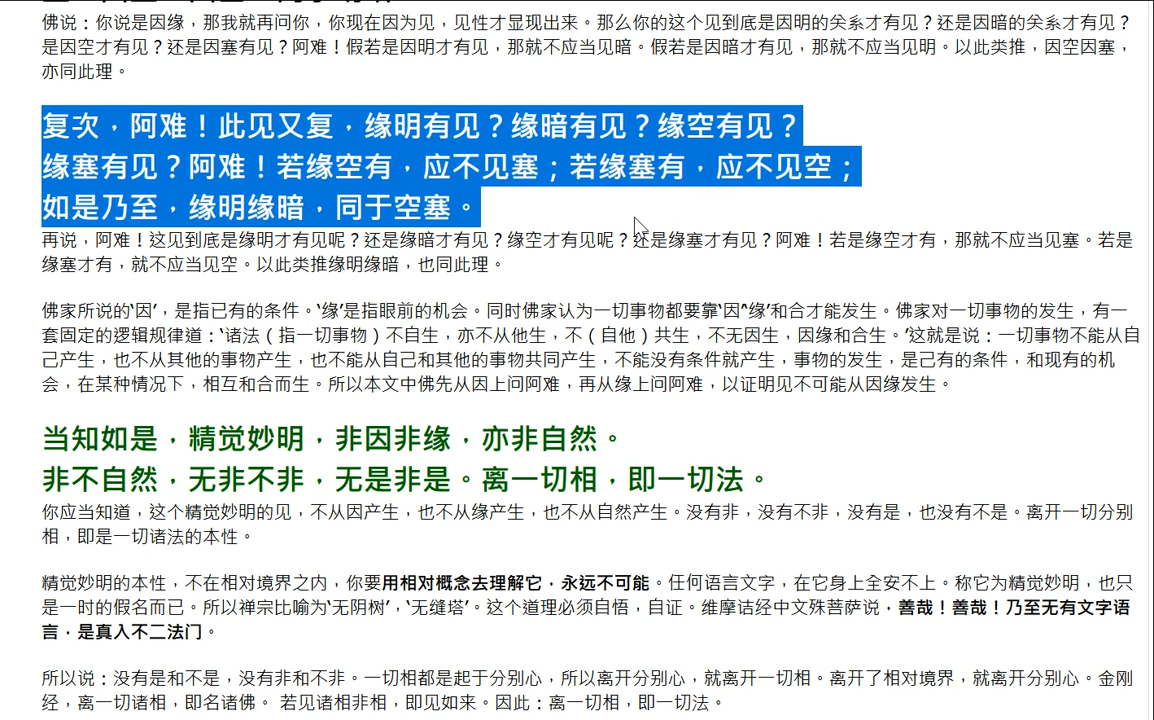 佛说：你说是因缘，那我就再问你，你现在因为见，见性才显现出来。那么你的这个见到底是因明的关系才有见？还是因暗的关系才有见？
是因空才有见？还是因塞有见？阿难！假若是因明才有见，那就不应当见暗。假若是因暗才有见，那就不应当见明。以此类推，因空因塞，
亦同此理。
复次，阿难！此见又复，缘明有见？缘暗有见？缘空有见？
缘塞有见？阿难！若缘空有，应不见塞；若缘塞有，应不见空；
如是乃至，缘明缘暗，同于空塞。
再说，阿难！这见到底是缘明才有见呢？还是缘暗才有见？缘空才有见呢？还是缘塞才有见？阿难！若是缘空才有，那就不应当见塞。若是
缘塞才有，就不应当见空。以此类推缘明缘暗，也同此理。
佛家所说的‘因’，是指已有的条件。‘缘’是指眼前的机会。同时佛家认为一切事物都要靠‘因‘‘缘’和合才能发生。佛家对一切事物的发生，有一
套固定的逻辑规律道：‘诸法（指一切事物）不自生，亦不从他生，不（自他）共生，不无因生，因缘和合生。’这就是说：一切事物不能从自
己产生，也不从其他的事物产生，也不能从自己和其他的事物共同产生，不能没有条件就产生，事物的发生，是己有的条件，和现有的机
会，在某种情况下，相互和合而生。所以本文中佛先从因上问阿难，再从缘上问阿难，以证明见不可能从因缘发生。
当知如是，精觉妙明，非因非缘，亦非自然。
非不自然，无非不非，无是非是。离一切相，即一切法。
你应当知道，这个精觉妙明的见，不从因产生，也不从缘产生，也不从自然产生。没有非，没有不非，没有是，也没有不是。离开一切分别
相，即是一切诸法的本性。
精觉妙明的本性，不在相对境界之内，你要用相对概念去理解它，永远不可能。任何语言文字，在它身上全安不上。称它为精觉妙明，也只
是一时的假名而已。所以禅宗比喻为‘无阴树’，‘无缝塔’。这个道理必须自悟，自证。维摩诘经中文殊菩萨说，善哉！善哉！乃至无有文字语
言，是真入不二法门。
所以说：没有是和不是，没有非和不非。一切相都是起于分别心，所以离开分别心，就离开一切相。离开了相对境界，就离开分别心。金刚
经，离一切诸相，即名诸佛。 若见诸相非相，即见如来。因此：离一切相，即一切法。